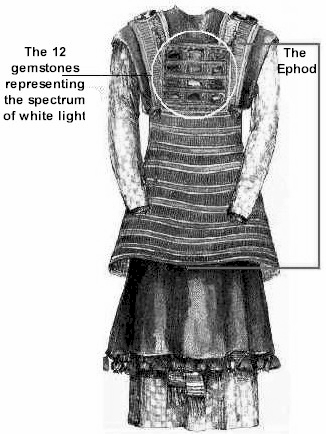 The 12
gemstones
representing
the spectrum
of white light
The
Ephod